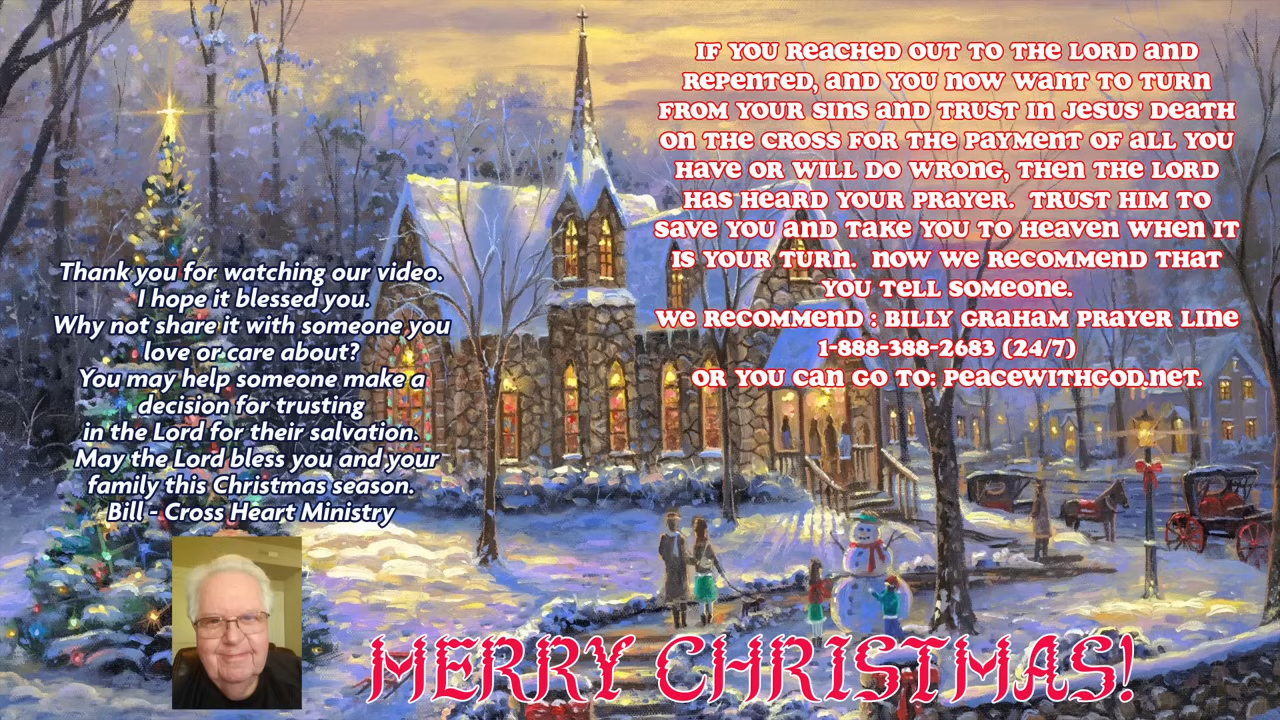 Thank you for watching our video.
I hope it blessed you.
Why not share it with someone you
love or care about?
You may help someone make a
decision for trusting
in the Lord for their salvation.
May the Lord bless you and your
family this Christmas season.
Bill - Cross Heart Ministry
IF YOU REACHED OUT TO THE LORD AND
REPENTED, AND YOU NOW WANT TO TURN
FROM YOUR SINS AND TRUST IN JESUS' DEATH
ON THE CROSS FOR THE PAYMENT OF ALL YOU
HAVE OR WILL DO WRONG, THEN THE LORD
HAS HEARD YOUR PRAYER. TRUST HIM TO
SAVE YOU AND TAKE YOU TO HEAVEN WHEN IT
IS YOUR TURN. NOW WE RECOMMEND THAT
YOU TELL SOMEONE.
WE RECOMMEND : BILLY GRAHAM PRAYER LINE
1-888-388-2683 (24/7)
OR YOU CAN GO TO: PEACEWITHGOD.NET.
MERRY CHRISTMAS!